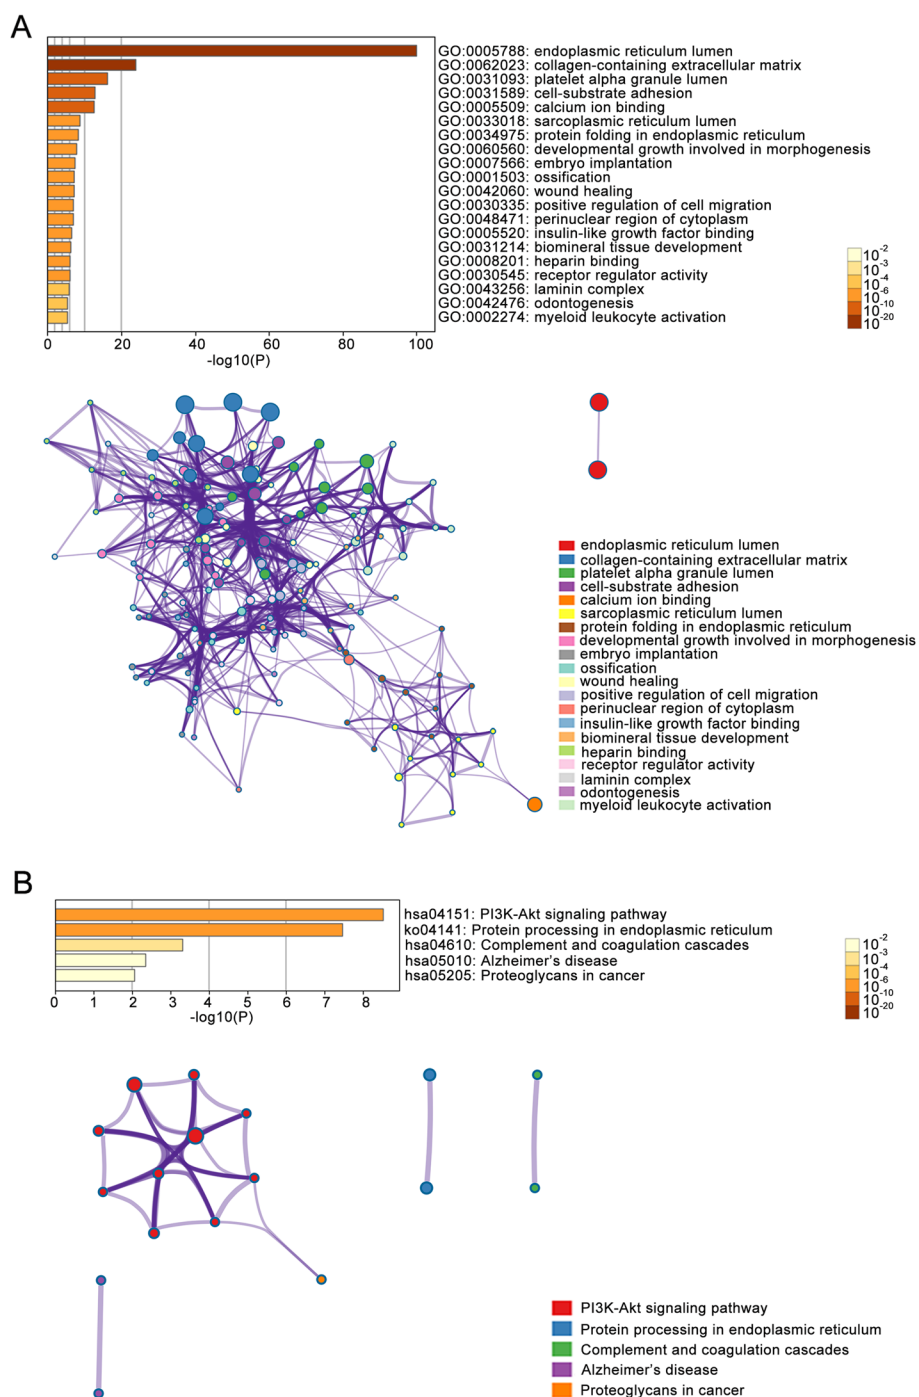 A
GO:0005788: endoplasmic reticulum lumen
GO:0062023: collagen-containing extracellular matrix
GO:0031093: platelet alpha granule lumen
GO:0031589: cell-substrate adhesion
GO:0005509: calcium ion binding
GO:0033018: sarcoplasmic reticulum lumen
GO:0034975: protein folding in endoplasmic reticulum
GO:0060560: developmental growth involved in morphogenesis
GO:0007566: embryo implantation
GO:0001503: ossification
GO:0042060: wound healing
GO:0030335: positive regulation of cell migration
GO:0048471: perinuclear region of cytoplasm
GO:0005520: insulin-like growth factor binding
GO:0031214: biomineral tissue development
GO:0008201: heparin binding
GO:0030545: receptor regulator activity
GO:0043256: laminin complex
GO:0042476: odontogenesis
GO:0002274: myeloid leukocyte activation
0 20 40 60 80 100
-log10(P)
10-2
10-3
10-4
10-6
10-10
10-20
endoplasmic reticulum lumen
collagen-containing extracellular matrix
platelet alpha granule lumen
cell-substrate adhesion
calcium ion binding
sarcoplasmic reticulum lumen
protein folding in endoplasmic reticulum
developmental growth involved in morphogenesis
embryo implantation
ossification
wound healing
positive regulation of cell migration
perinuclear region of cytoplasm
insulin-like growth factor binding
biomineral tissue development
heparin binding
receptor regulator activity
laminin complex
odontogenesis
myeloid leukocyte activation
B
hsa04151: PI3K-Akt signaling pathway
ko04141: Protein processing in endoplasmic reticulum
hsa04610: Complement and coagulation cascades
hsa05010: Alzheimer's disease
hsa05205: Proteoglycans in cancer
0 1 2 3 4 5 6 7 8
-log10(P)
10-2
10-3
10-4
10-6
10-10
10-20
PI3K-Akt signaling pathway
Protein processing in endoplasmic reticulum
Complement and coagulation cascades
Alzheimer's disease
Proteoglycans in cancer